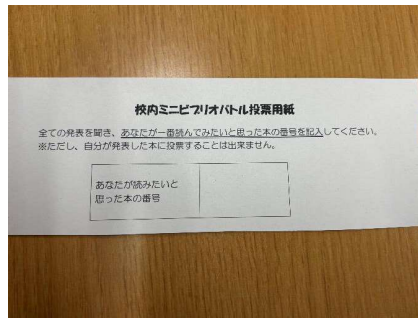 校内ミニビブリオバトル投票用紙
全ての発表を聞き、あなたが一番読んでみたいと思った本の番号を記入してください。
※ただし、自分が発表した本に投票することは出来ません。
あなたが読みたいと
思った本の番号